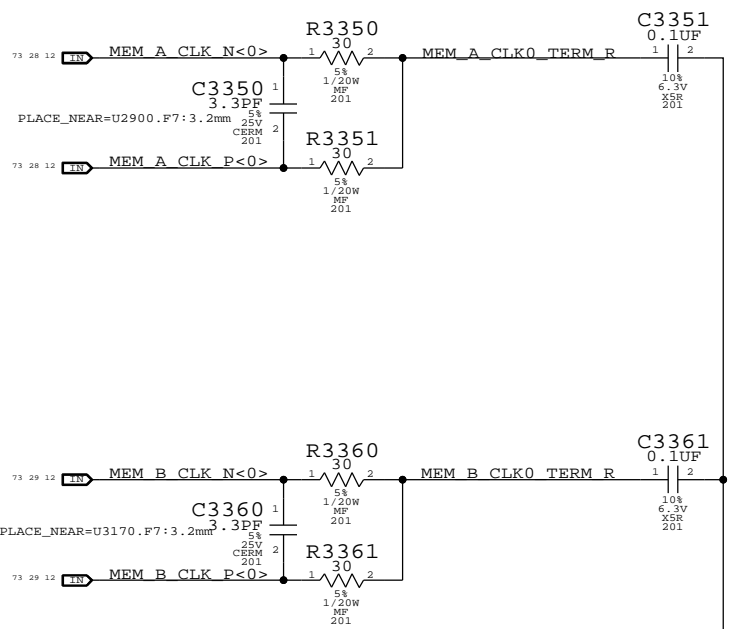 R3350
30
1 2
5%
1/20W
MF
201
73 28 12 IN MEM_A_CLK_N<0>
MEM_A_CLK0_TERM_R
C3351
0.1UF
1 2
10%
6.3V
X5R
201
C3350
1
3.3PF
5%
25V
CERM
201
2
PLACE_NEAR=U2900.F7:3.2mm
73 28 12 IN MEM_A_CLK_P<0>
R3351
30
1 2
5%
1/20W
MF
201
R3360
30
1 2
5%
1/20W
MF
201
73 29 12 IN MEM_B_CLK_N<0>
MEM_B_CLK0_TERM_R
C3361
0.1UF
1 2
10%
6.3V
X5R
201
C3360
1
3.3PF
5%
25V
CERM
201
2
PLACE_NEAR=U3170.F7:3.2mm
73 29 12 IN MEM_B_CLK_P<0>
R3361
30
1 2
5%
1/20W
MF
201